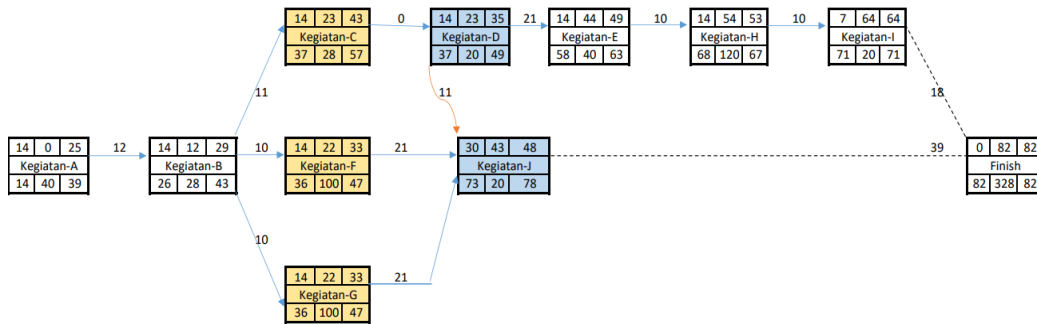 14 23 43
Kegiatan-C
37 28 57
0
14 23 35
Kegiatan-D
37 20 49
21
14 44 49
Kegiatan-E
58 40 63
10
14 54 53
Kegiatan-H
68 120 67
10
7 64 64
Kegiatan-I
71 20 71
11
11
18
14 0 25
Kegiatan-A
14 40 39
12
14 12 29
Kegiatan-B
26 28 43
10
14 22 33
Kegiatan-F
36 100 47
21
30 43 48
Kegiatan-J
73 20 78
39
0 82 82
Finish
82 328 82
10
14 22 33
Kegiatan-G
36 100 47
21